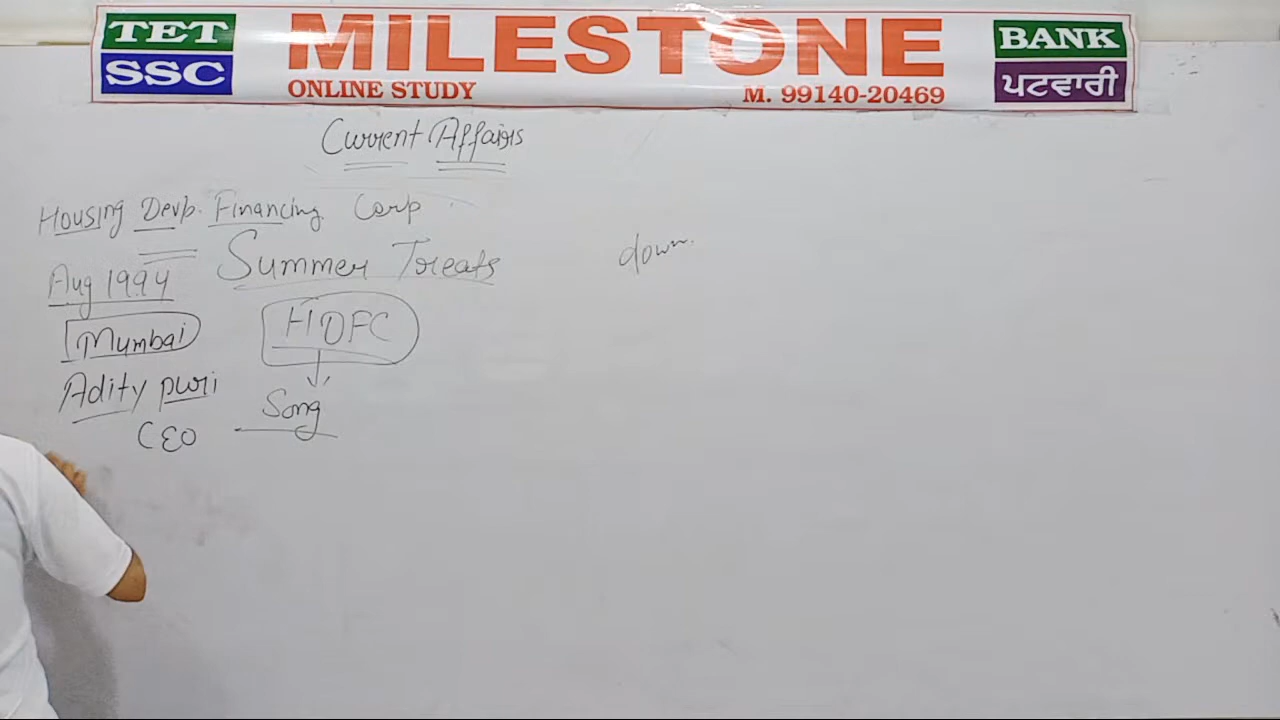 TET
SSC
MILESTONE
ONLINE STUDY
M. 99140-20469
BANK
ਪਟਵਾਰੀ
Current Affairs
Housing Devp. Financing Corp
Summer Treats
down.
Aug 1994
HDFC
Mumbai
Adity puri
Song
CEO